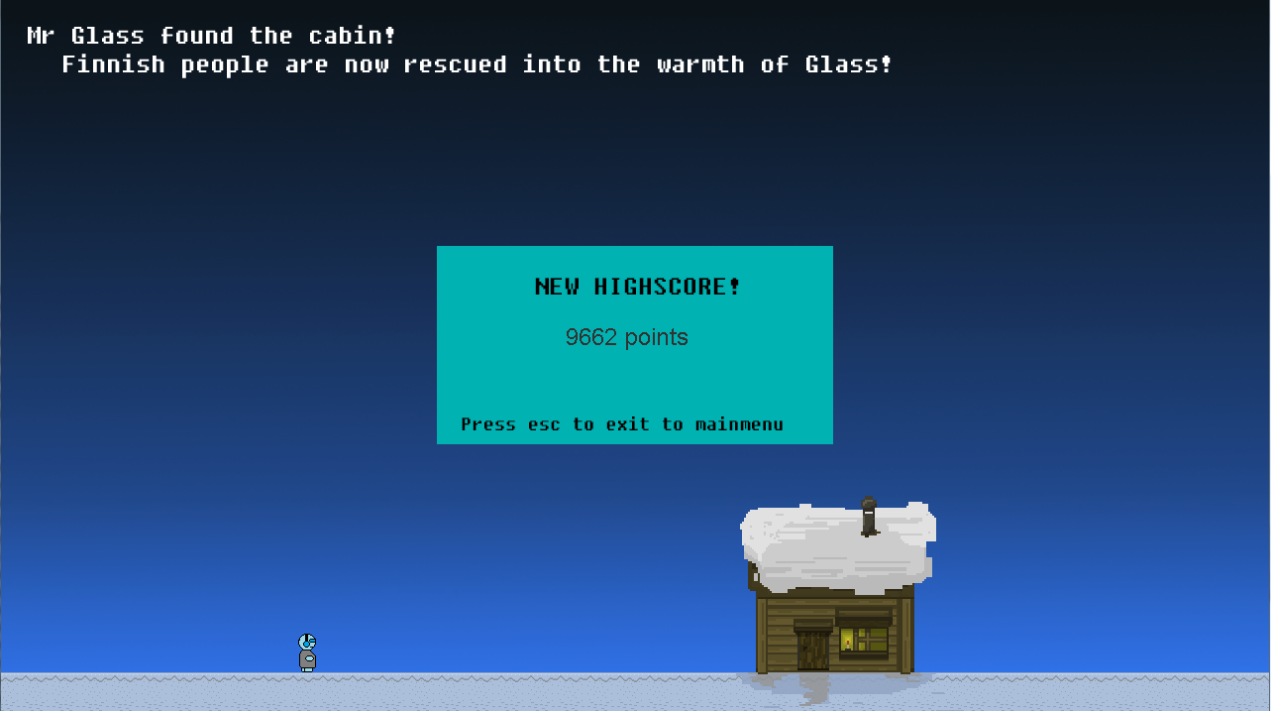 Mr Glass found the cabin!
Finnish people are now rescued into the warmth of Glass!
NEW HIGHSCORE!
9662 points
Press esc to exit to mainmenu